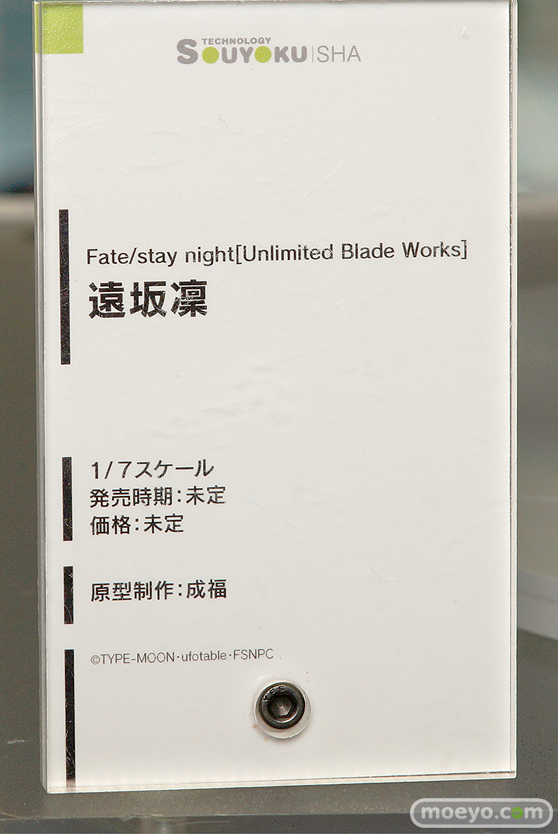 TECHNOLOGY
SOUYOKU|SHA
Fate/stay night[Unlimited Blade Works]
遠坂凜
1/7スケール
発売時期:未定
価格:未定
原型制作:成福
©TYPE-MOON・ufotable・FSNPC
moeyo.com